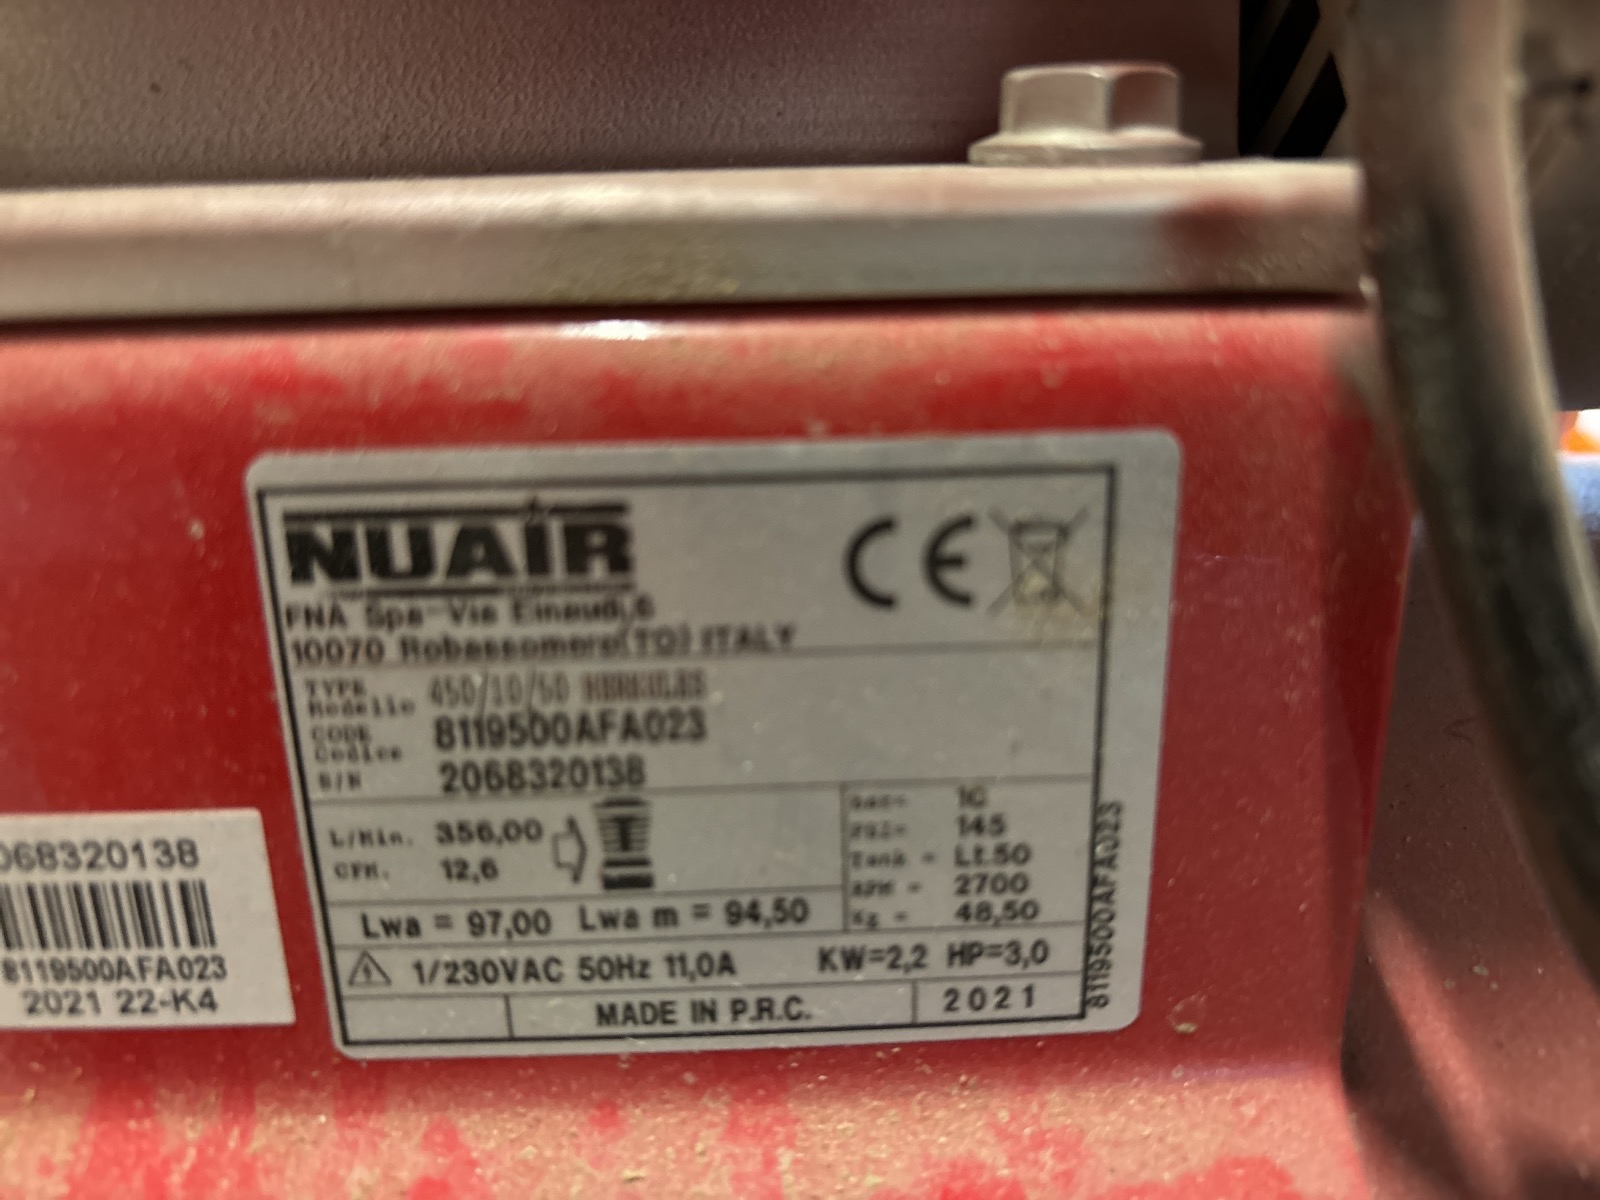 NUAIR
CE
FNA Spa-Via Einaudi,6
10070 Robassomero(TO) ITALY
TYPE
Modello
450/10/50 HERKULES
CODE
Codice
8119500AFA023
S/N
2068320138
L/Min. 356,00
CFM. 12,6
bar= 10
PSI= 145
Tank = Lt.50
RPM = 2700
Kg = 48,50
Lwa = 97,00 Lwa m = 94,50
1/230VAC 50Hz 11,0A KW=2,2 HP=3,0
MADE IN P.R.C. 2021
8119500AFA023
068320138
8119500AFA023
2021 22-K4